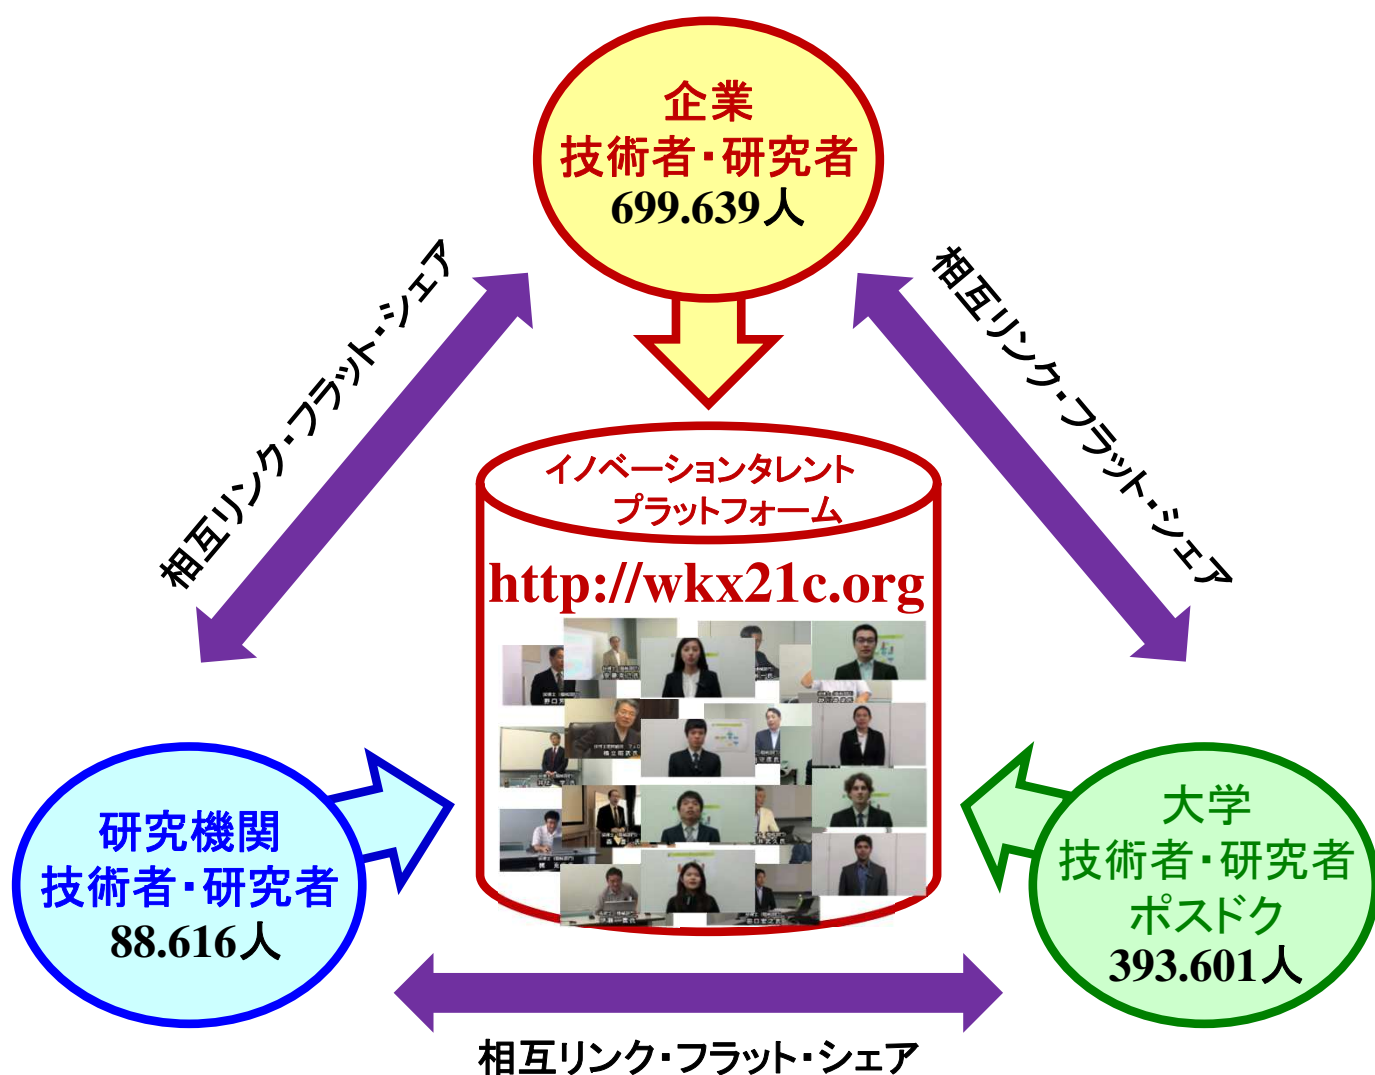 企業
技術者・研究者
699.639人
相互リンク・フラット・シェア
相互リンク・フラット・シェア
イノベーションタレント
プラットフォーム
http://wkx21c.org
研究機関
技術者・研究者
88.616人
大学
技術者・研究者
ポスドク
393.601人
相互リンク・フラット・シェア